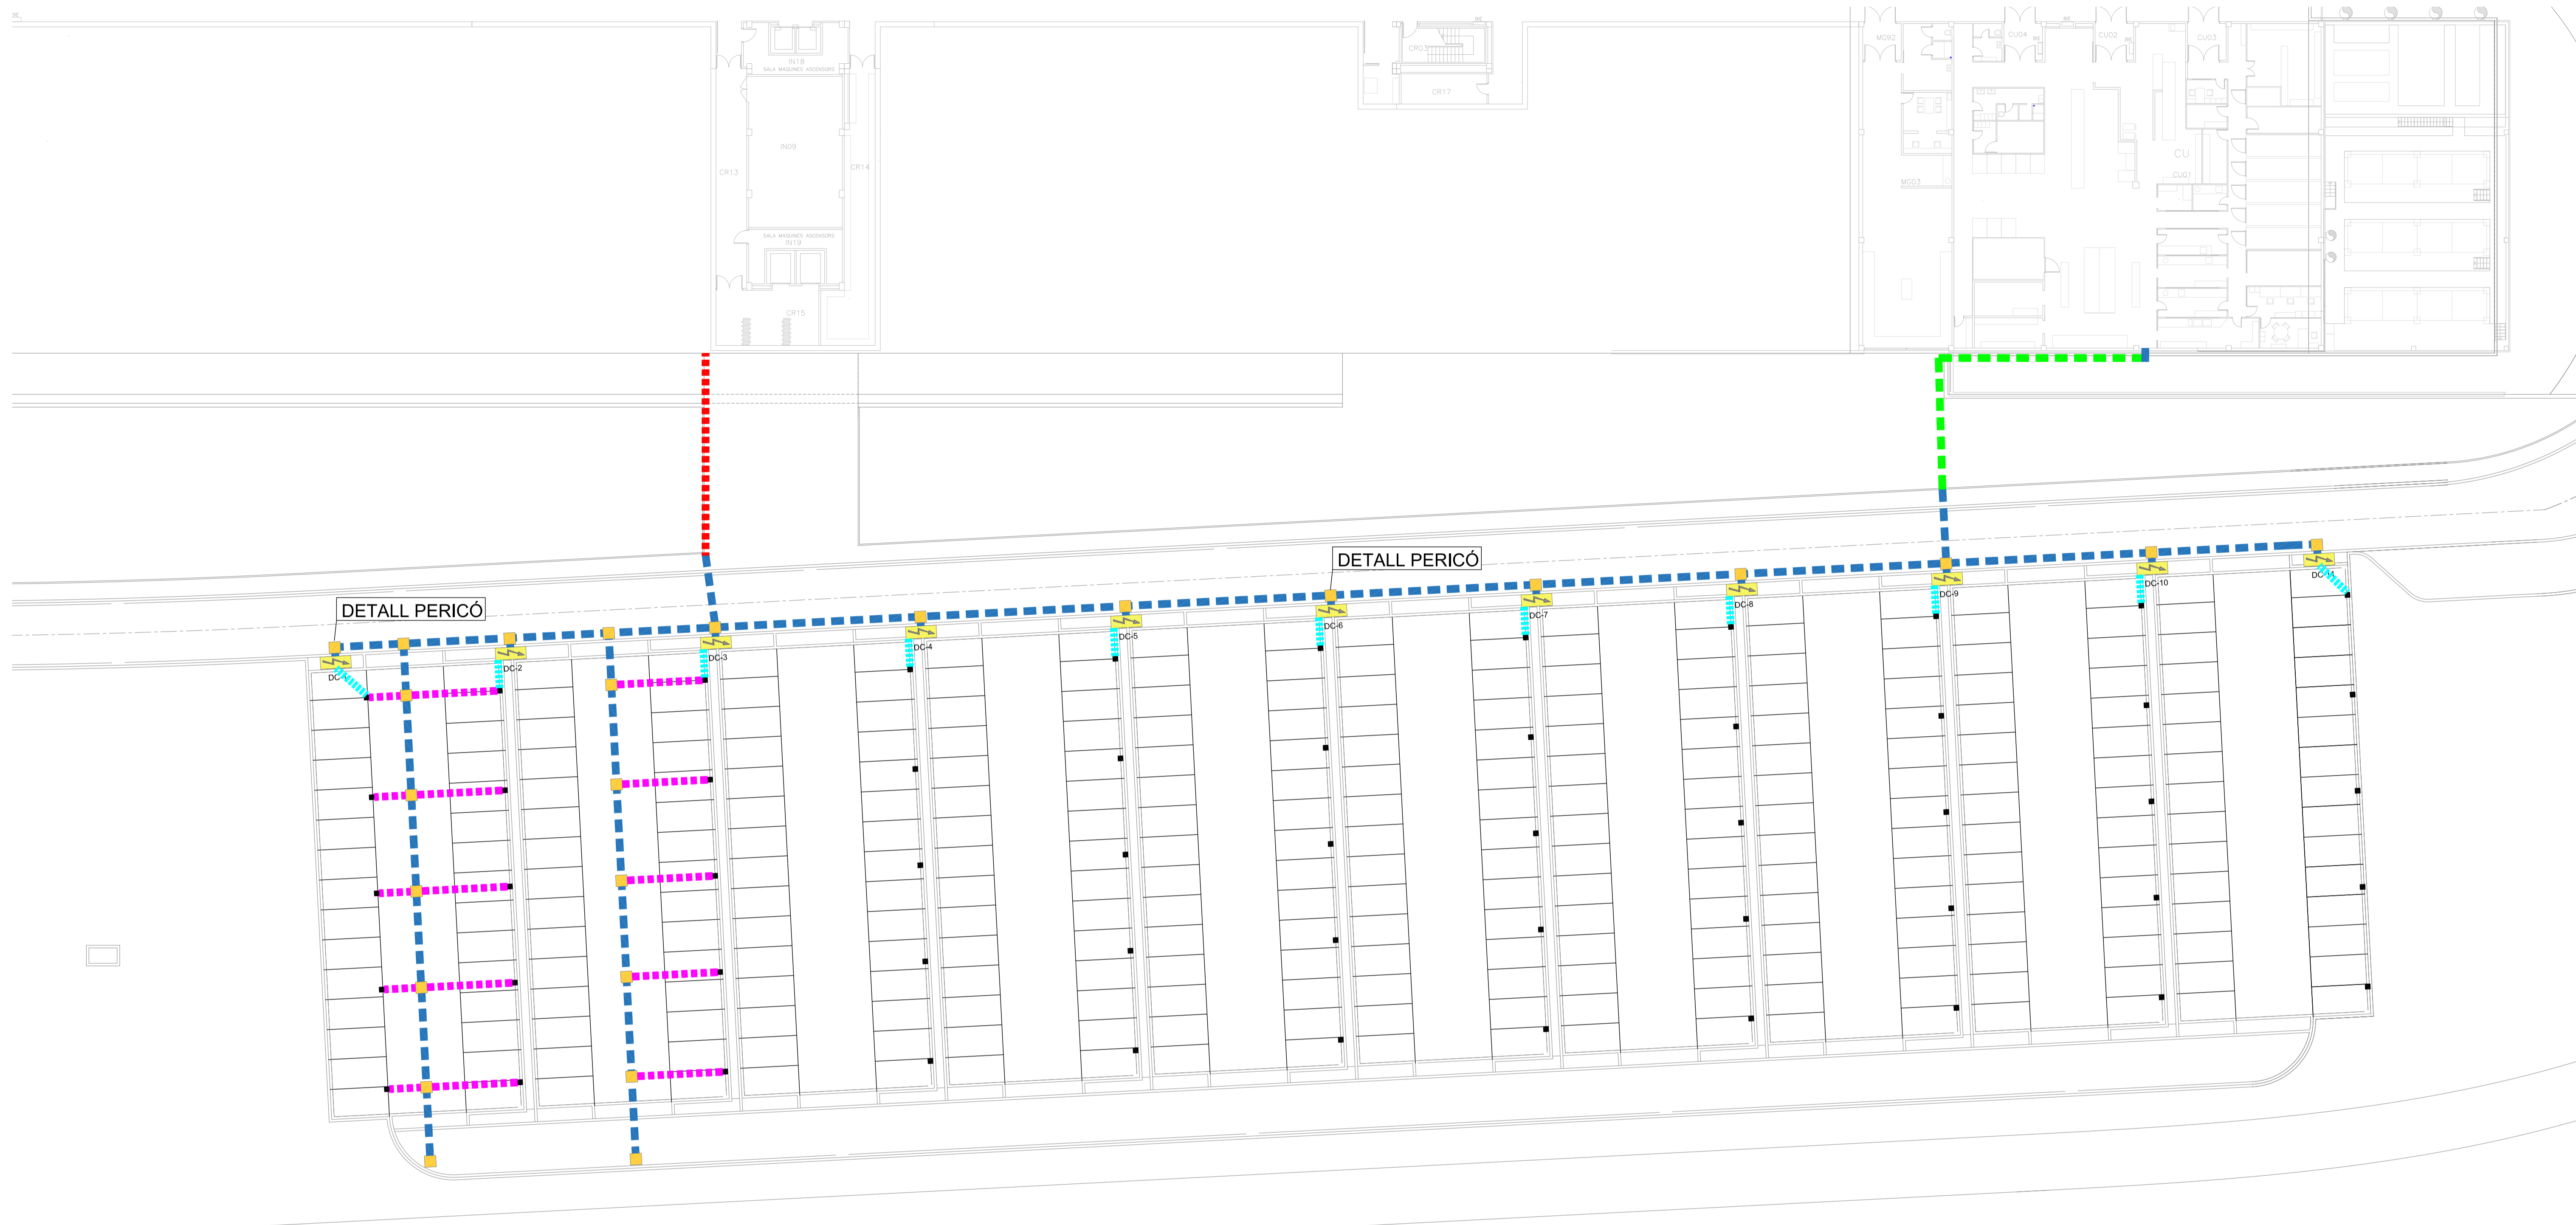 IN18
SALA MAQUINES ASCENSORS
CR03
CR17
MG92
CU04
CU02
CU03
IN09
CR13
CR14
CU
CU01
MG03
SALA MAQUINES ASCENSORS
IN19
CR15
DETALL PERICÓ
DETALL PERICÓ
DC-2
DC-3
DC-4
DC-5
DC-6
DC-7
DC-8
DC-9
DC-10